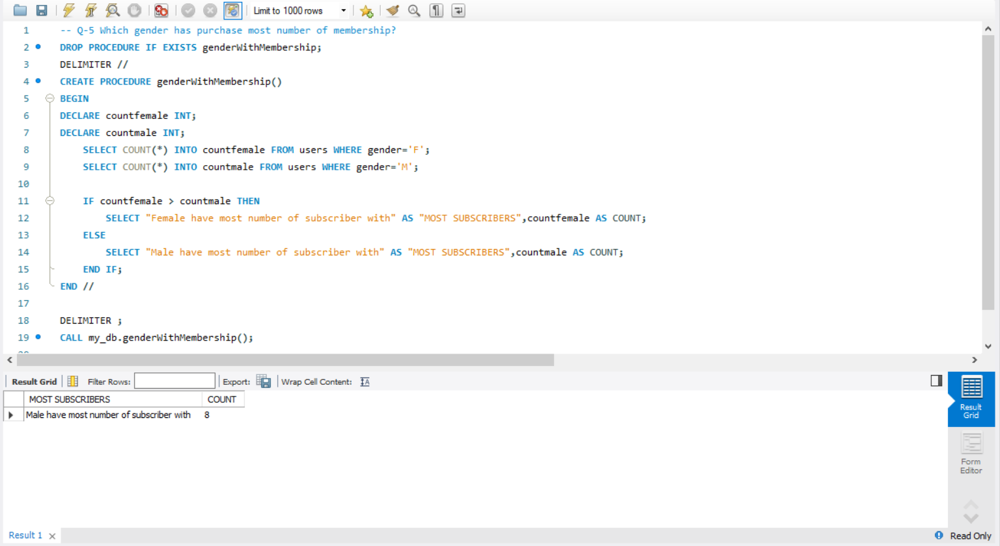 Limit to 1000 rows
1 -- Q-5 Which gender has purchase most number of membership?
2 DROP PROCEDURE IF EXISTS genderWithMembership;
3 DELIMITER //
4 CREATE PROCEDURE genderWithMembership()
5 BEGIN
6 DECLARE countfemale INT;
7 DECLARE countmale INT;
8 SELECT COUNT(*) INTO countfemale FROM users WHERE gender='F';
9 SELECT COUNT(*) INTO countmale FROM users WHERE gender='M';
10
11 IF countfemale > countmale THEN
12 SELECT "Female have most number of subscriber with" AS "MOST SUBSCRIBERS",countfemale AS COUNT;
13 ELSE
14 SELECT "Male have most number of subscriber with" AS "MOST SUBSCRIBERS",countmale AS COUNT;
15 END IF;
16 END //
17
18 DELIMITER ;
19 CALL my_db.genderWithMembership();
Result Grid Filter Rows: Export: Wrap Cell Content: IA
MOST SUBSCRIBERS COUNT
Male have most number of subscriber with 8
Result
Grid
Form
Editor
Result 1
Read Only